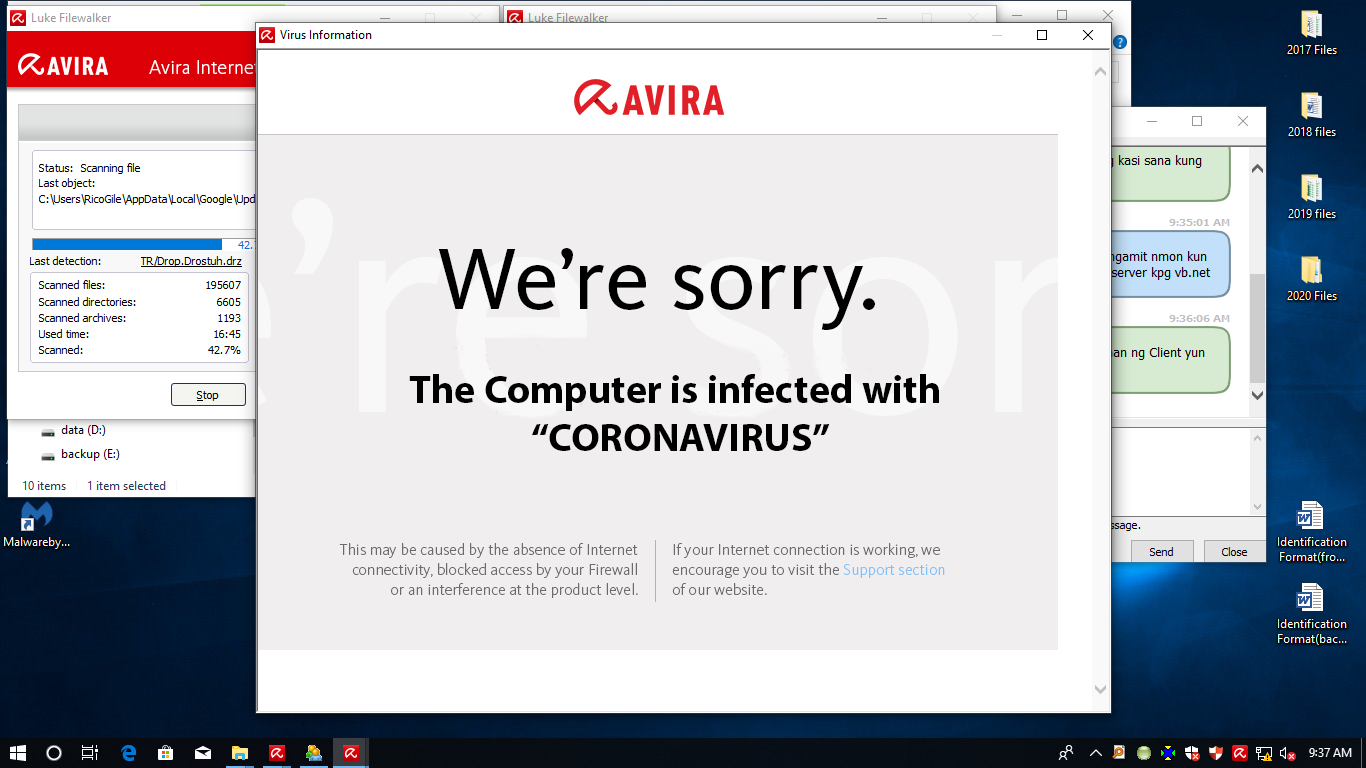 Luke Filewalker
AVIRA
Avira Interne
Status: Scanning file
Last object:
C:\Users\RicoGile\AppData\Local\Google\Upd
42.
Last detection: TR/Drop.Drostuh.drz
Scanned files: 195607
Scanned directories: 6605
Scanned archives: 1193
Used time: 16:45
Scanned: 42.7%
Stop
data (D:)
backup (E:)
10 items 1 item selected
Malwareby...
Luke Filewalker
Virus Information
AVIRA
We're sorry.
We’re sorry.
The Computer is infected with
“CORONAVIRUS”
This may be caused by the absence of Internet
connectivity, blocked access by your Firewall
or an interference at the product level.
If your Internet connection is working, we
encourage you to visit the Support section
of our website.
kasi sana kung
9:35:01 AM
ngamit nmon kun
server kpg vb.net
9:36:06 AM
an ng Client yun
ssage.
Send
Close
2017 Files
2018 files
2019 files
2020 Files
Identification
Format(fro...
Identification
Format(bac...
9:37 AM